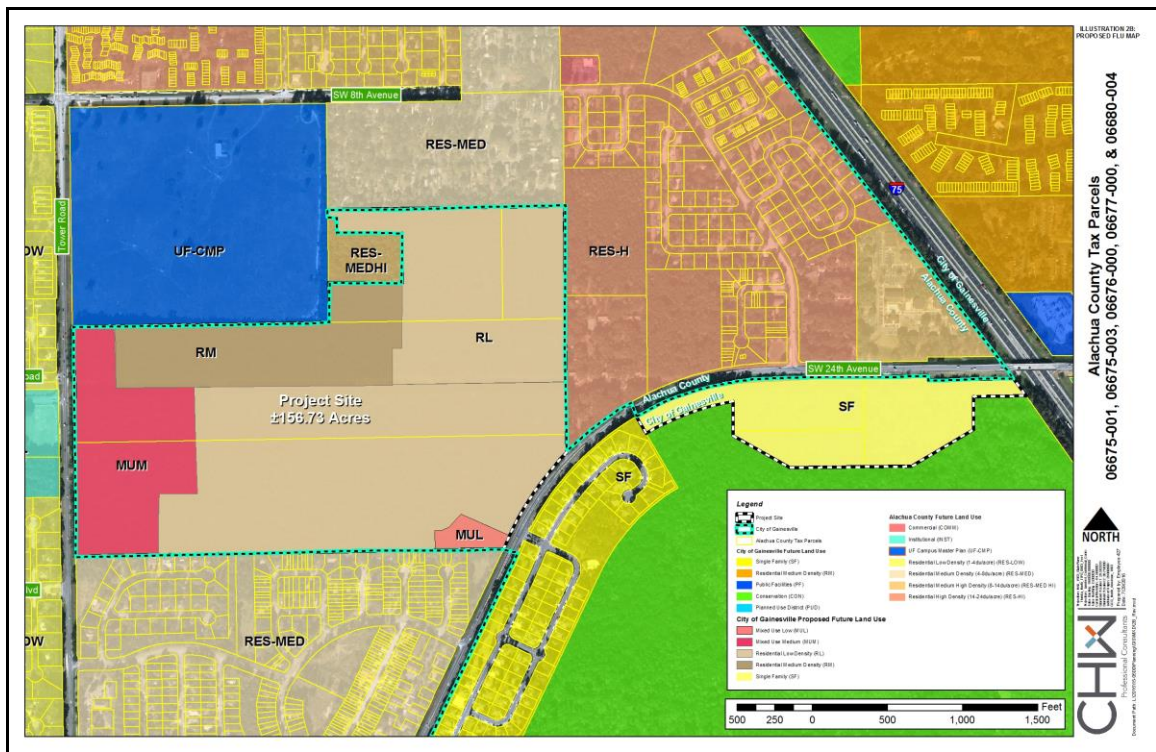 ILLUSTRATION 2B:
PROPOSED FLU MAP
Alachua County Tax Parcels
06675-001, 06675-003, 06676-000, 06677-000, & 06680-004
SW 8th Avenue
RES-MED
Tower Road
75
UF-CMP
RES-
MEDHI
RES-H
City of Gainesville
Alachua County
RM
RL
SW 24th Avenue
Alachua County
City of Gainesville
SF
Project Site
±156.73 Acres
MUM
SF
MUL
RES-MED
OW
oad
lvd
OW
Legend
Project Site
City of Gainesville
Alachua County Tax Parcels
City of Gainesville Future Land Use
Single Family (SF)
Residential Medium Density (RM)
Public Facilities (PF)
Conservation (CON)
Planned Use District (PUD)
City of Gainesville Proposed Future Land Use
Mixed Use Low (MUL)
Mixed Use Medium (MUM)
Residential Low Density (RL)
Residential Medium Density (RM)
Single Family (SF)
Alachua County Future Land Use
Commercial (COMM)
Institutional (INST)
UF Campus Master Plan (UF-CMP)
Residential Low Density (1-4du/acre) (RES-LOW)
Residential Medium Density (4-8du/acre) (RES-MED)
Residential Medium High Density (8-14du/acre) (RES-MED-HI)
Residential High Density (14-24du/acre) (RES-HI)
500 250 0 500 1,000 1,500
Feet
NORTH
CHW
Professional Consultants